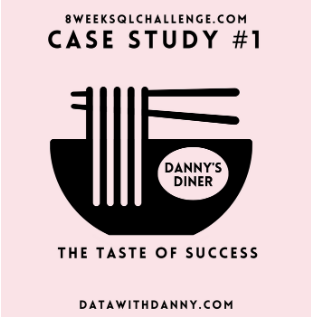 8WEEKSQLCHALLENGE.COM
CASE STUDY #1
DANNY'S
DINER
THE TASTE OF SUCCESS
DATAWITHDANNY.COM